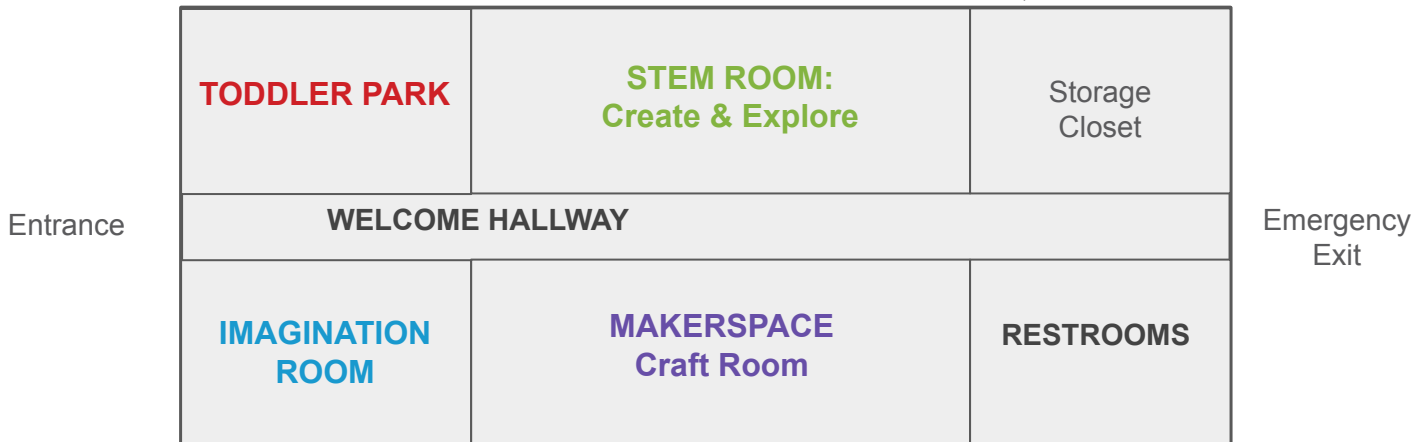 TODDLER PARK
STEM ROOM:
Create & Explore
Storage
Closet
Entrance
WELCOME HALLWAY
Emergency
Exit
IMAGINATION
ROOM
MAKERSPACE
Craft Room
RESTROOMS